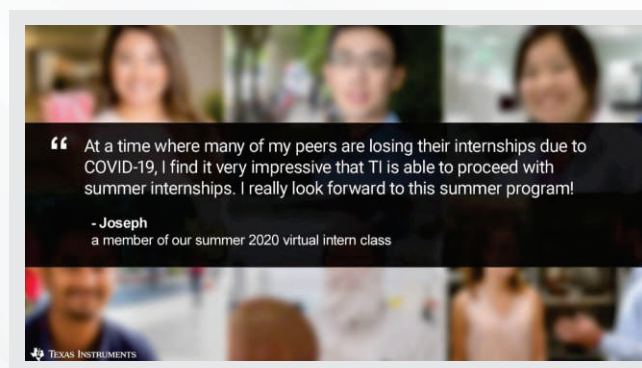 “ At a time where many of my peers are losing their internships due to
COVID-19, I find it very impressive that TI is able to proceed with
summer internships. I really look forward to this summer program!
- Joseph
a member of our summer 2020 virtual intern class
TEXAS INSTRUMENTS